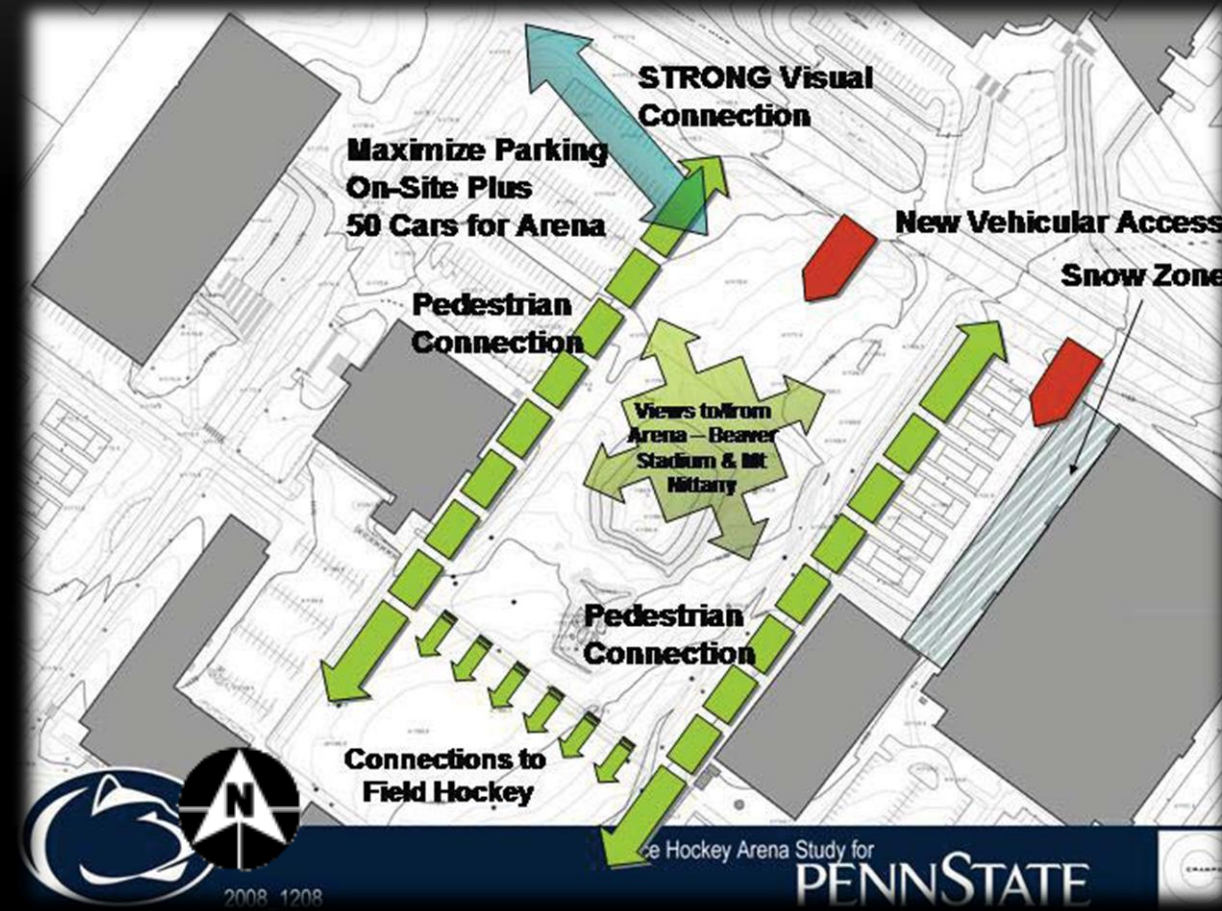 STRONG Visual
Connection
Maximize Parking
On-Site Plus
50 Cars for Arena
New Vehicular Access
Snow Zone
Pedestrian
Connection
Views to/from
Arena – Beaver
Stadium & Mt
Nittany
Pedestrian
Connection
Connections to
Field Hockey
N
ce Hockey Arena Study for
PENNSTATE
2008_1208